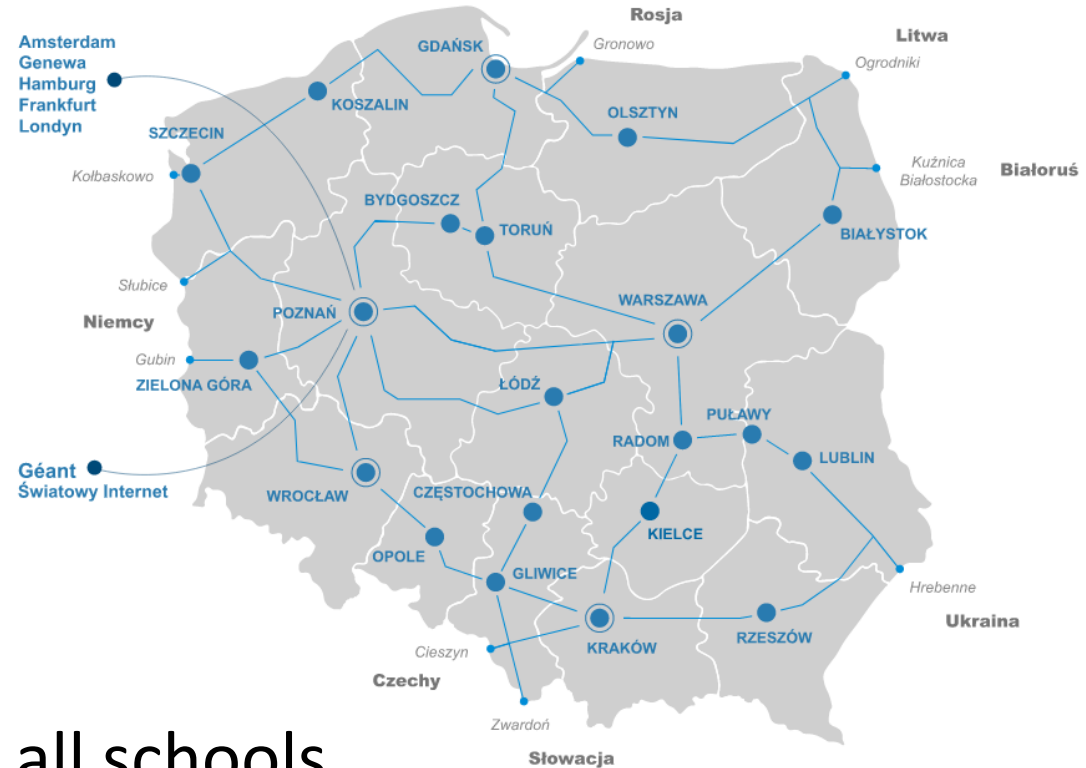 Rosja
Litwa
Amsterdam
Genewa
Hamburg
Frankfurt
Londyn
GDAŃSK
Gronowo
Ogrodniki
KOSZALIN
OLSZTYN
SZCZECIN
Kołbaskowo
Kuźnica
Białostocka
Białoruś
BYDGOSZCZ
TORUŃ
BIAŁYSTOK
Słubice
WARSZAWA
POZNAŃ
Niemcy
Gubin
ZIELONA GÓRA
ŁÓDŹ
PUŁAWY
RADOM
LUBLIN
Géant
Światowy Internet
WROCŁAW
CZĘSTOCHOWA
KIELCE
OPOLE
GLIWICE
Hrebenne
Ukraina
RZESZÓW
KRAKÓW
Cieszyn
Czechy
Zwardoń
Słowacja
all schools